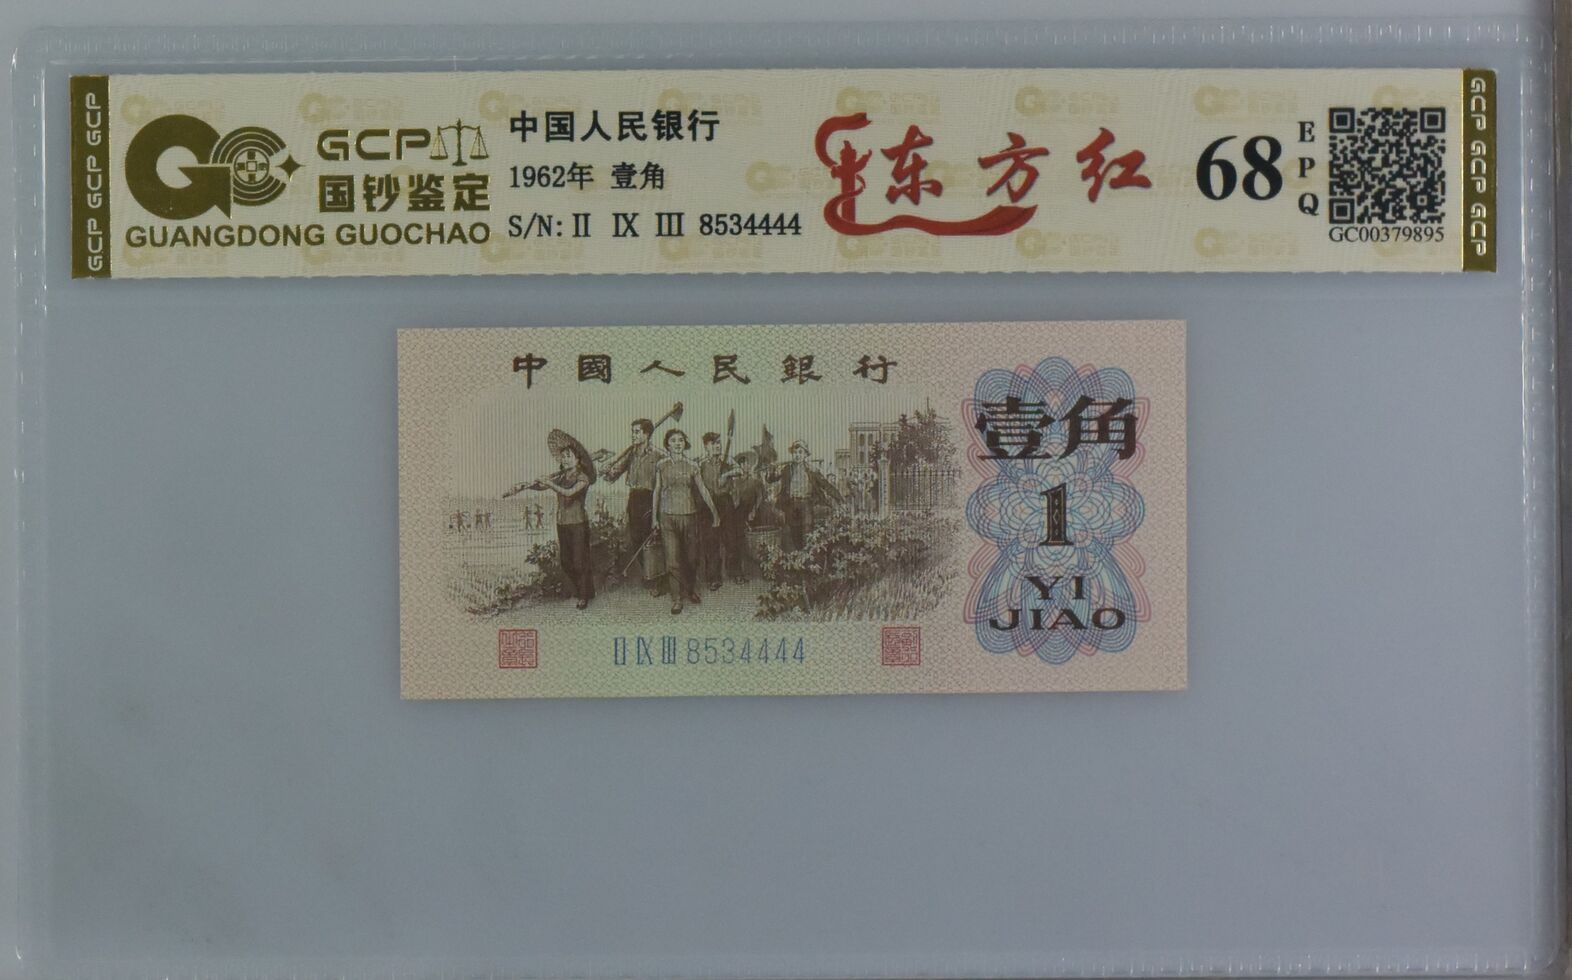 GCP GCP GCP
GCP
国钞鉴定
GUANGDONG GUOCHAO
中国人民银行
1962年 壹角
S/N: II IX III 8534444
东方红
68
EPQ
GC00379895
GCP GCP GCP
中國人民銀行
壹角
1
YI
JIAO
II IX III 8534444